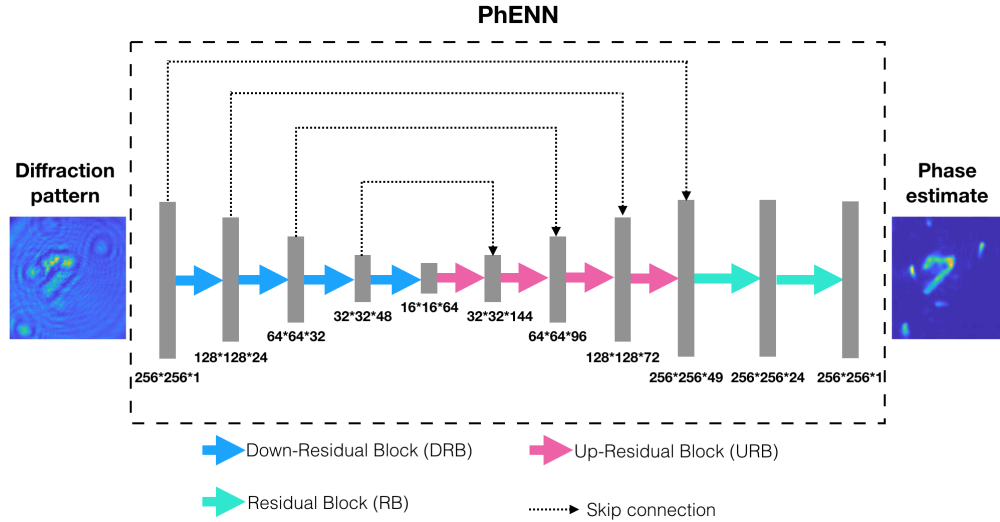 PhENN
Diffraction
pattern
Phase
estimate
256*256*1
128*128*24
64*64*32
32*32*48
16*16*64
32*32*144
64*64*96
128*128*72
256*256*49
256*256*24
256*256*1
Down-Residual Block (DRB)
Up-Residual Block (URB)
Residual Block (RB)
Skip connection